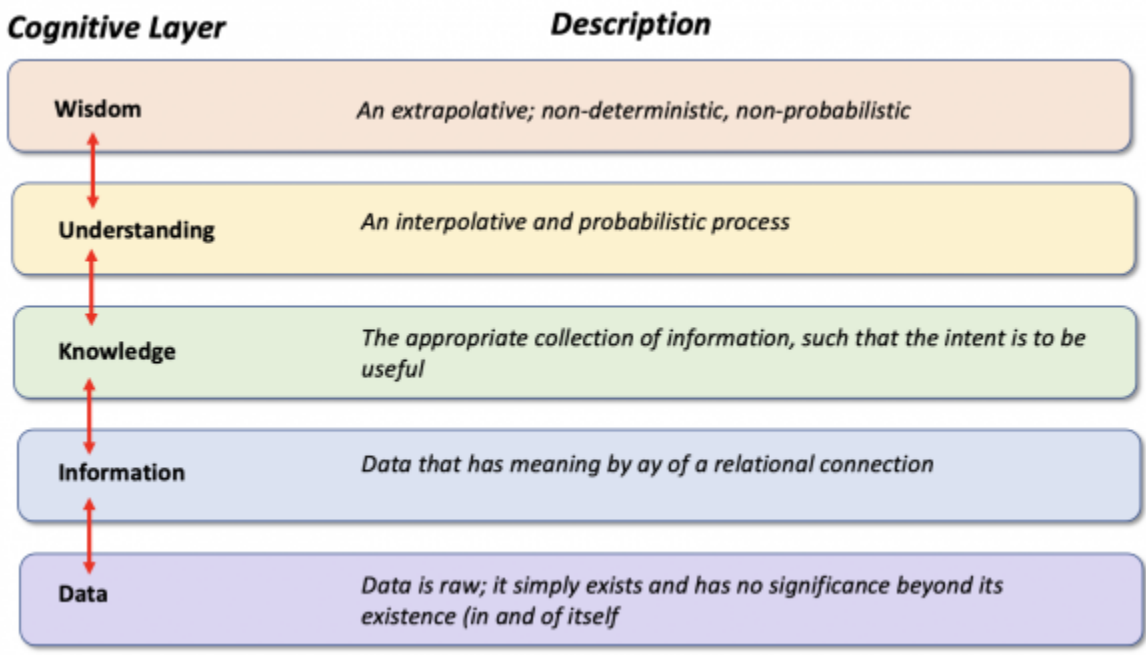 Cognitive Layer
Description
Wisdom
An extrapolative; non-deterministic, non-probabilistic
Understanding
An interpolative and probabilistic process
Knowledge
The appropriate collection of information, such that the intent is to be
useful
Information
Data that has meaning by ay of a relational connection
Data
Data is raw; it simply exists and has no significance beyond its
existence (in and of itself